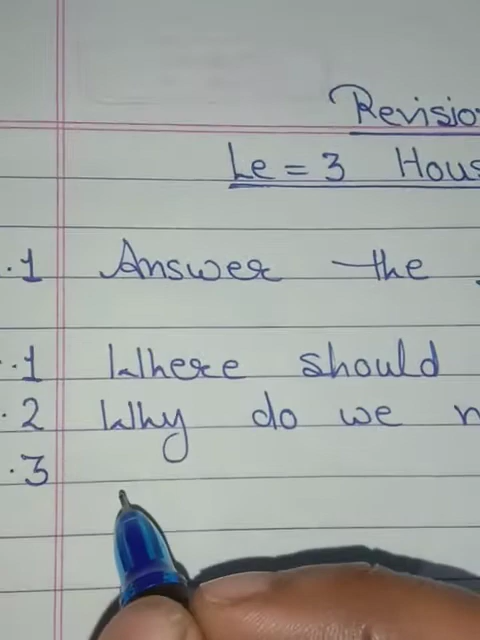 Revisio
Le = 3 Hous
.1 Answer the
.1 Where should
.2 Why do we n
.3